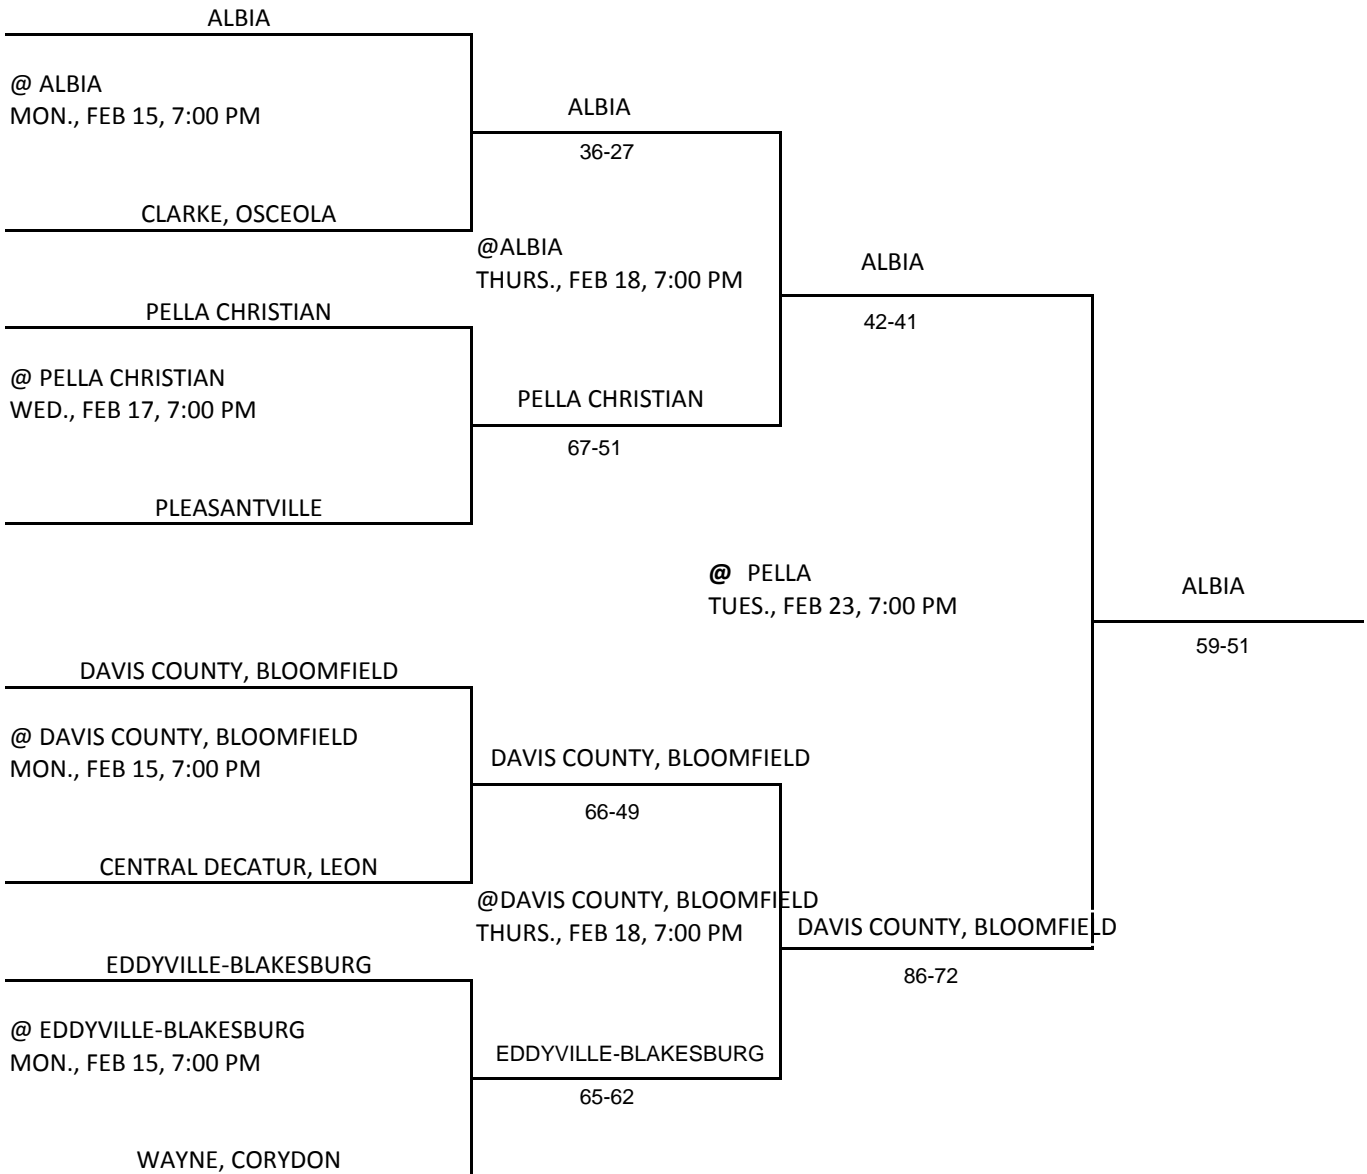 ALBIA
@ ALBIA
MON., FEB 15, 7:00 PM
ALBIA
36-27
CLARKE, OSCEOLA
@ALBIA
THURS., FEB 18, 7:00 PM
ALBIA
42-41
PELLA CHRISTIAN
@ PELLA CHRISTIAN
WED., FEB 17, 7:00 PM
PELLA CHRISTIAN
67-51
PLEASANTVILLE
@ PELLA
TUES., FEB 23, 7:00 PM
ALBIA
59-51
DAVIS COUNTY, BLOOMFIELD
@ DAVIS COUNTY, BLOOMFIELD
MON., FEB 15, 7:00 PM
DAVIS COUNTY, BLOOMFIELD
66-49
CENTRAL DECATUR, LEON
@DAVIS COUNTY, BLOOMFIELD
THURS., FEB 18, 7:00 PM
DAVIS COUNTY, BLOOMFIELD
86-72
EDDYVILLE-BLAKESBURG
@ EDDYVILLE-BLAKESBURG
MON., FEB 15, 7:00 PM
EDDYVILLE-BLAKESBURG
65-62
WAYNE, CORYDON